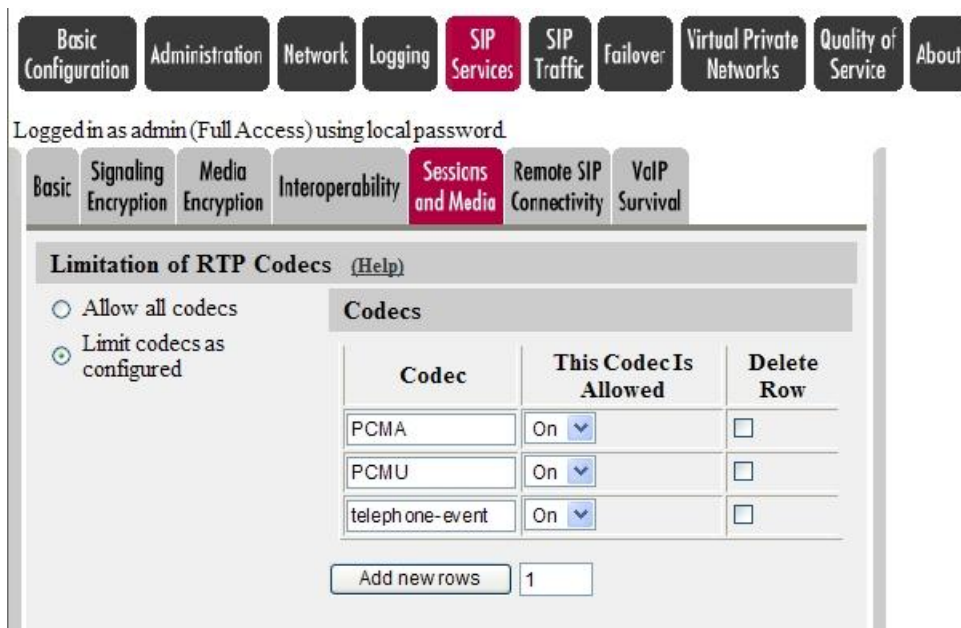 Basic Configuration
Administration
Network
Logging
SIP Services
SIP Traffic
Failover
Virtual Private Networks
Quality of Service
About
Logged in as admin (Full Access) using local password.
Basic
Signaling Encryption
Media Encryption
Interoperability
Sessions and Media
Remote SIP Connectivity
VoIP Survival
Limitation of RTP Codecs (Help)
Allow all codecs
Limit codecs as
configured
Codecs
Codec
This Codec Is Allowed
Delete Row
PCMA On
PCMU On
telephone-event On
Add new rows 1